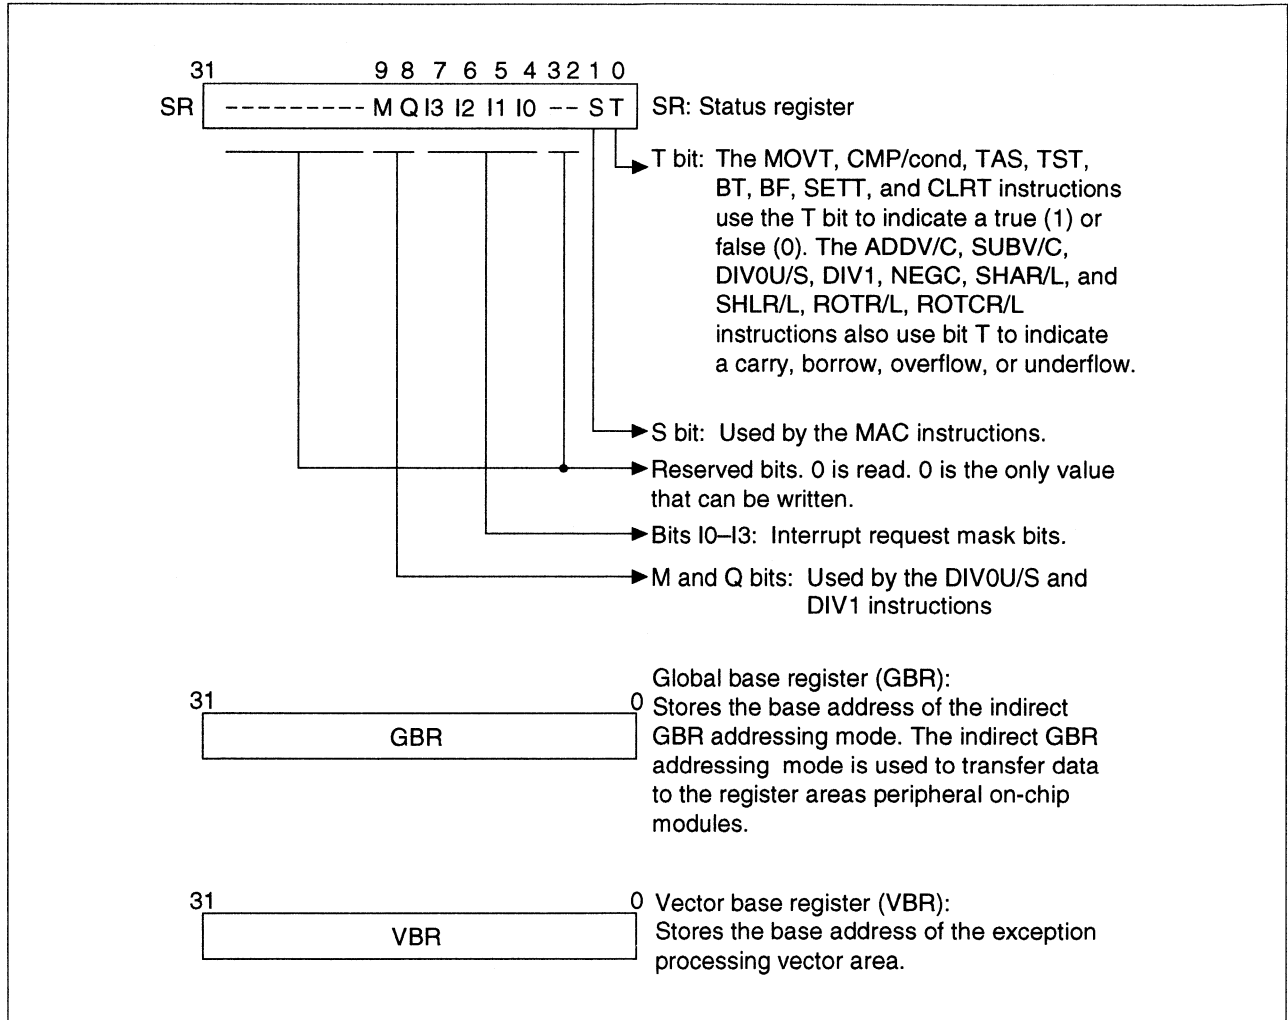 31 9 8 7 6 5 4 3 2 1 0
SR --------- M Q I3 I2 I1 I0 -- S T SR: Status register
T bit: The MOVT, CMP/cond, TAS, TST,
BT, BF, SETT, and CLRT instructions
use the T bit to indicate a true (1) or
false (0). The ADDV/C, SUBV/C,
DIV0U/S, DIV1, NEGC, SHAR/L, and
SHLR/L, ROTR/L, ROTCR/L
instructions also use bit T to indicate
a carry, borrow, overflow, or underflow.
S bit: Used by the MAC instructions.
Reserved bits. 0 is read. 0 is the only value
that can be written.
Bits I0–I3: Interrupt request mask bits.
M and Q bits: Used by the DIV0U/S and
DIV1 instructions
Global base register (GBR):
31 0 Stores the base address of the indirect
GBR GBR addressing mode. The indirect GBR
addressing mode is used to transfer data
to the register areas peripheral on-chip
modules.
31 0 Vector base register (VBR):
VBR Stores the base address of the exception
processing vector area.